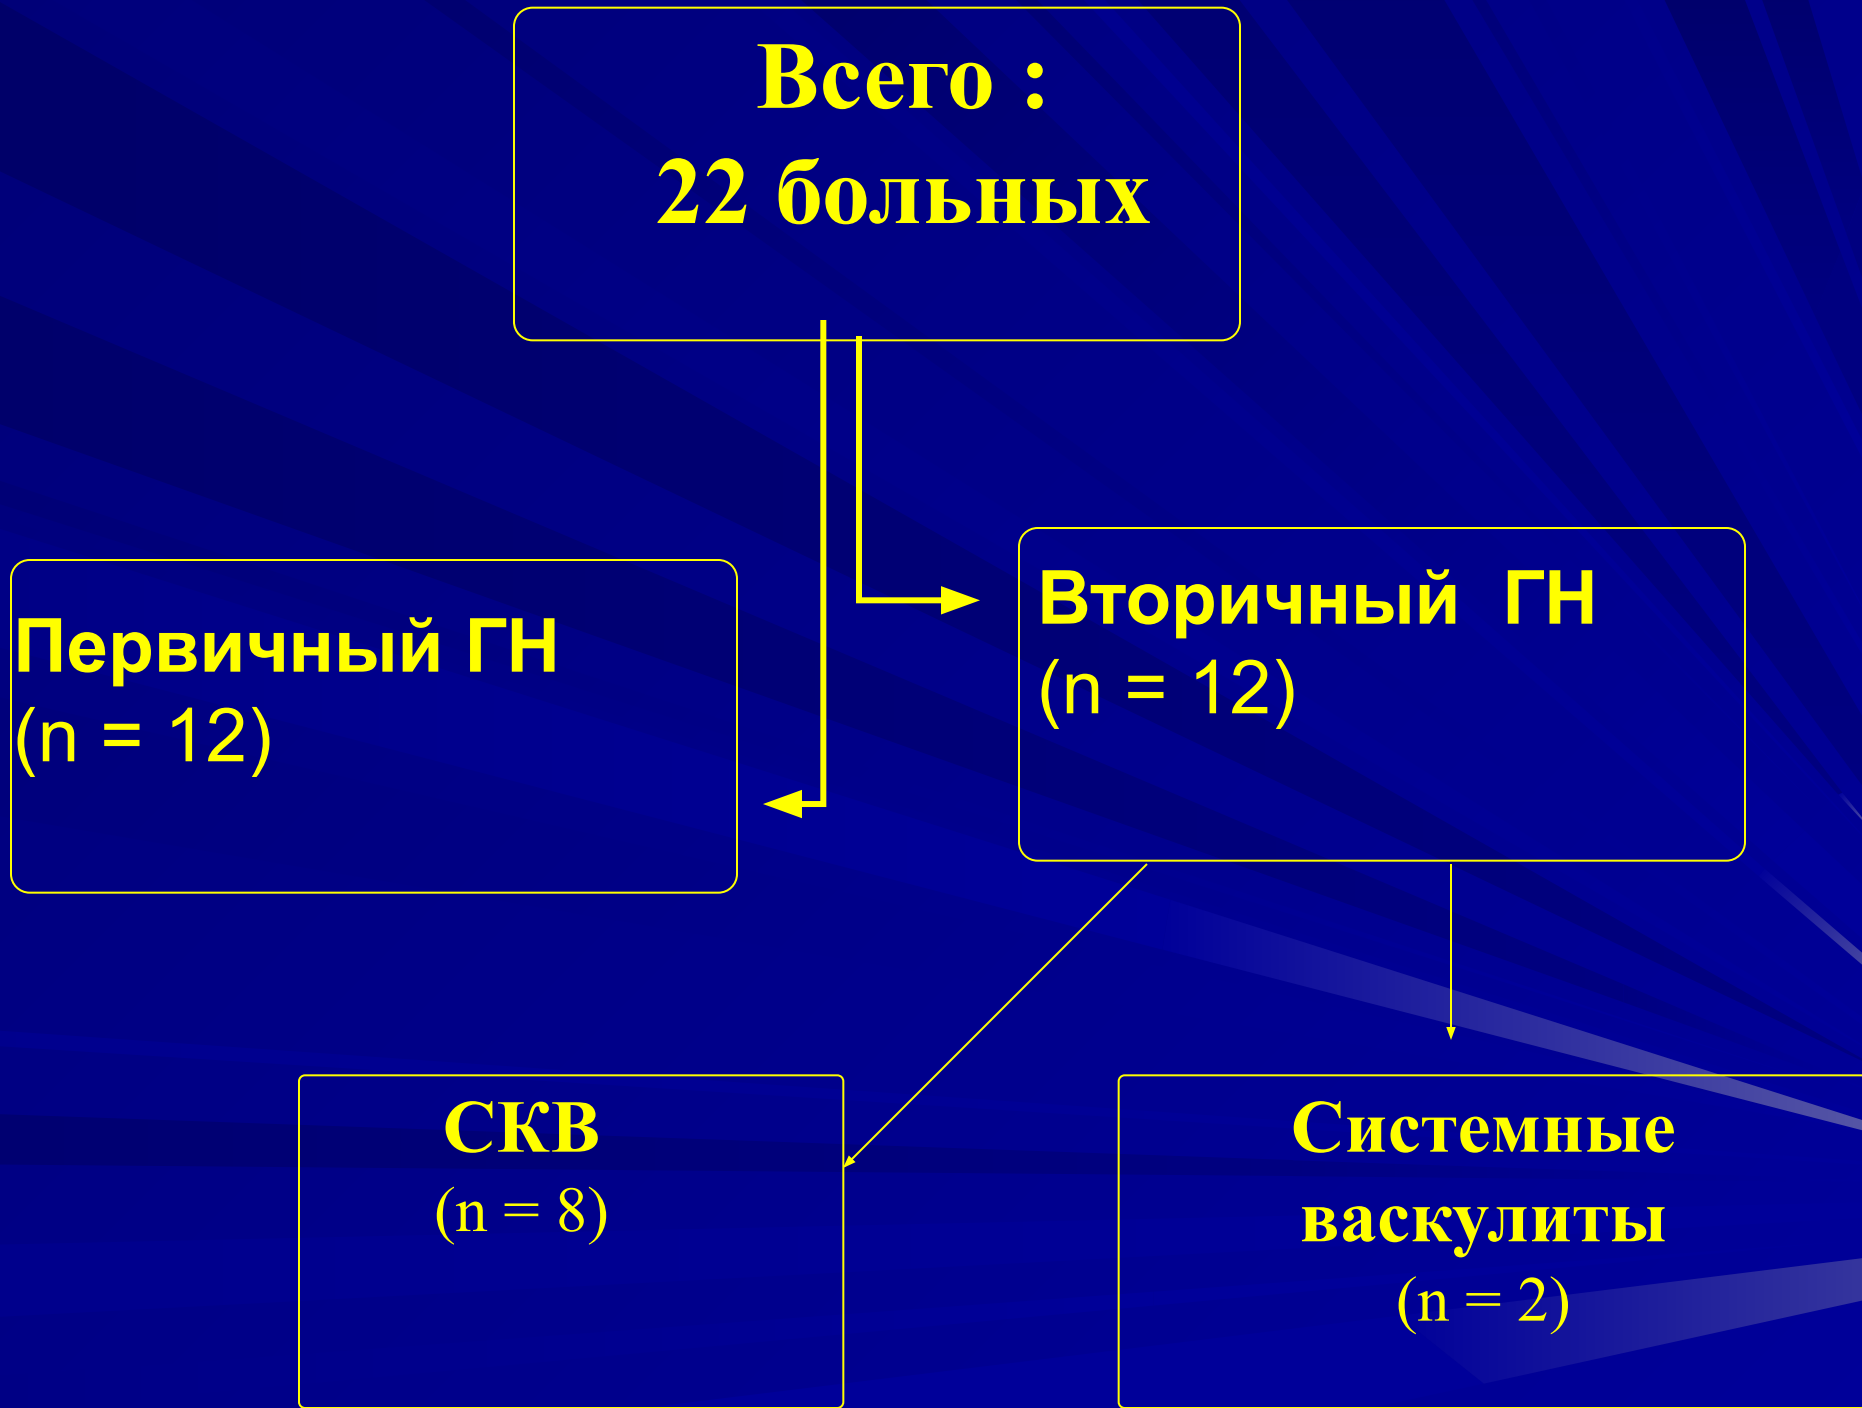 Всего :
22 больных
Первичный ГН
(n = 12)
Вторичный ГН
(n = 12)
СКВ
(n = 8)
Системные
васкулиты
(n = 2)